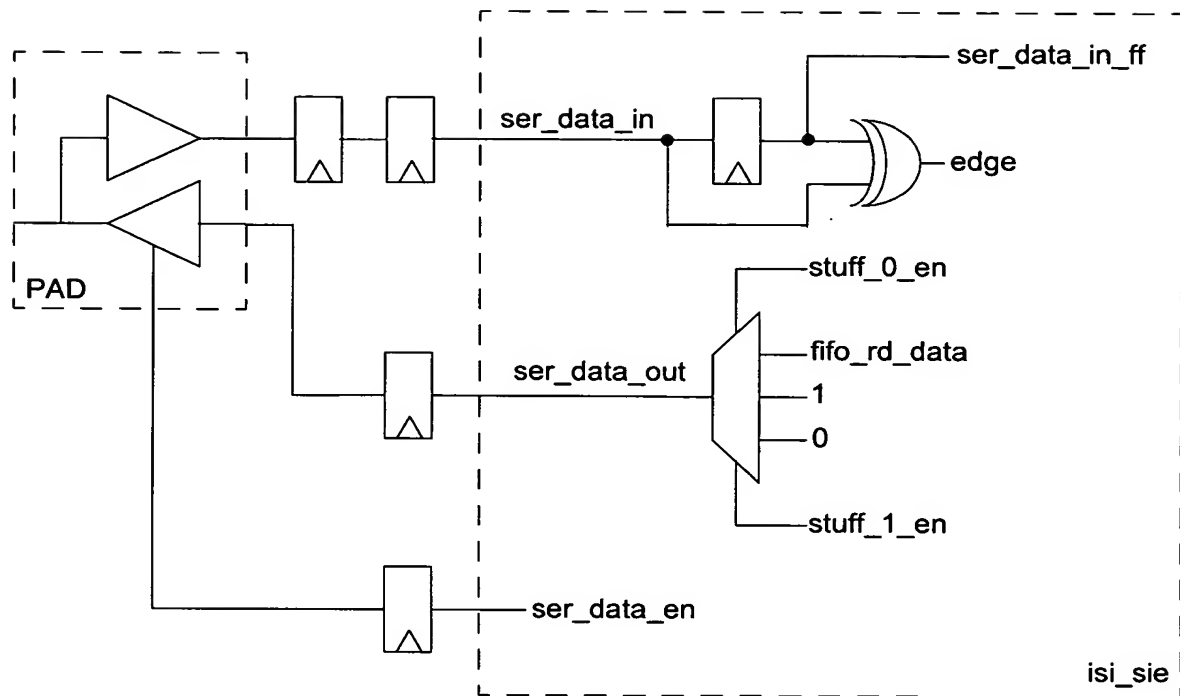 ser_data_in_ff
ser_data_in
edge
PAD
stuff_0_en
fifo_rd_data
ser_data_out
1
0
stuff_1_en
ser_data_en
isi_sie